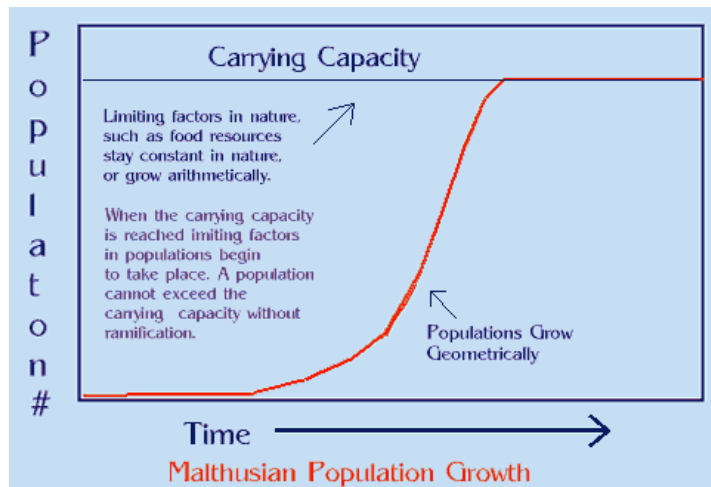 Populaton#
Carrying Capacity
Limiting factors in nature,
such as food resources
stay constant in nature,
or grow arithmetically.
When the carrying capacity
is reached imiting factors
in populations begin
to take place. A population
cannot exceed the
carrying capacity without
ramification.
Populations Grow
Geometrically
Time
Malthusian Population Growth